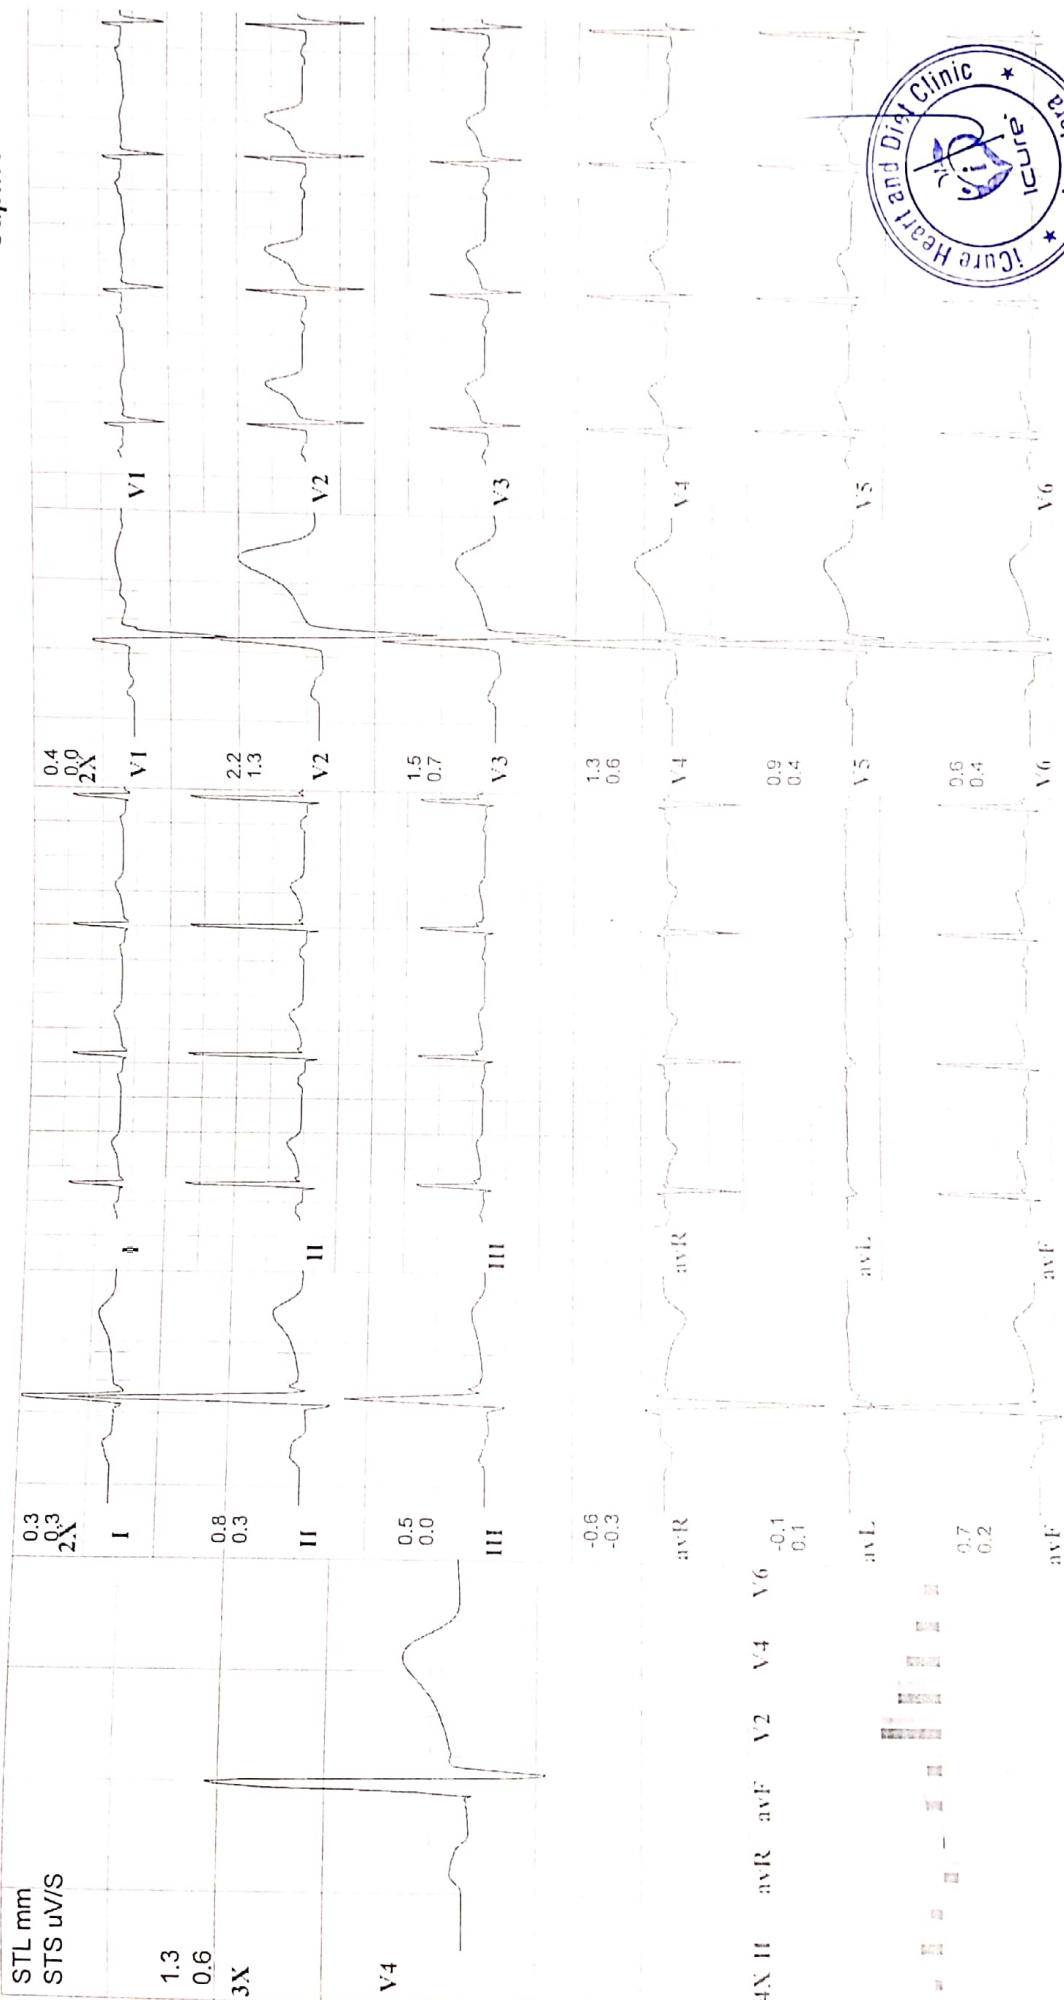 STL mm
STS uV/S
1.3
0.6
3X
V4
4X II avR avF V2 V4 V6
0.3
0.3
2X
I
0.8
0.3
II
0.5
0.0
III
-0.6
-0.3
avR
-0.1
0.1
avL
0.7
0.2
avF
II
III
avR
avL
avF
0.4
0.0
2X
V1
2.2
1.3
V2
1.5
0.7
V3
1.3
0.6
V4
0.9
0.4
V5
0.6
0.4
V6
V1
V2
V3
V4
V5
V6
iCure Heart and Diet Clinic
icure.